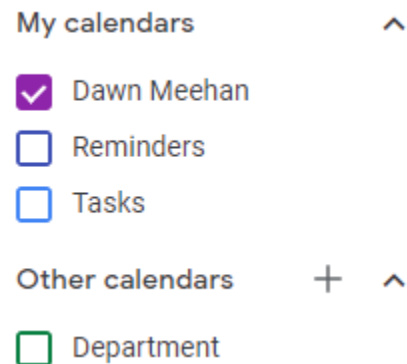 My calendars
Dawn Meehan
Reminders
Tasks
Other calendars
Department